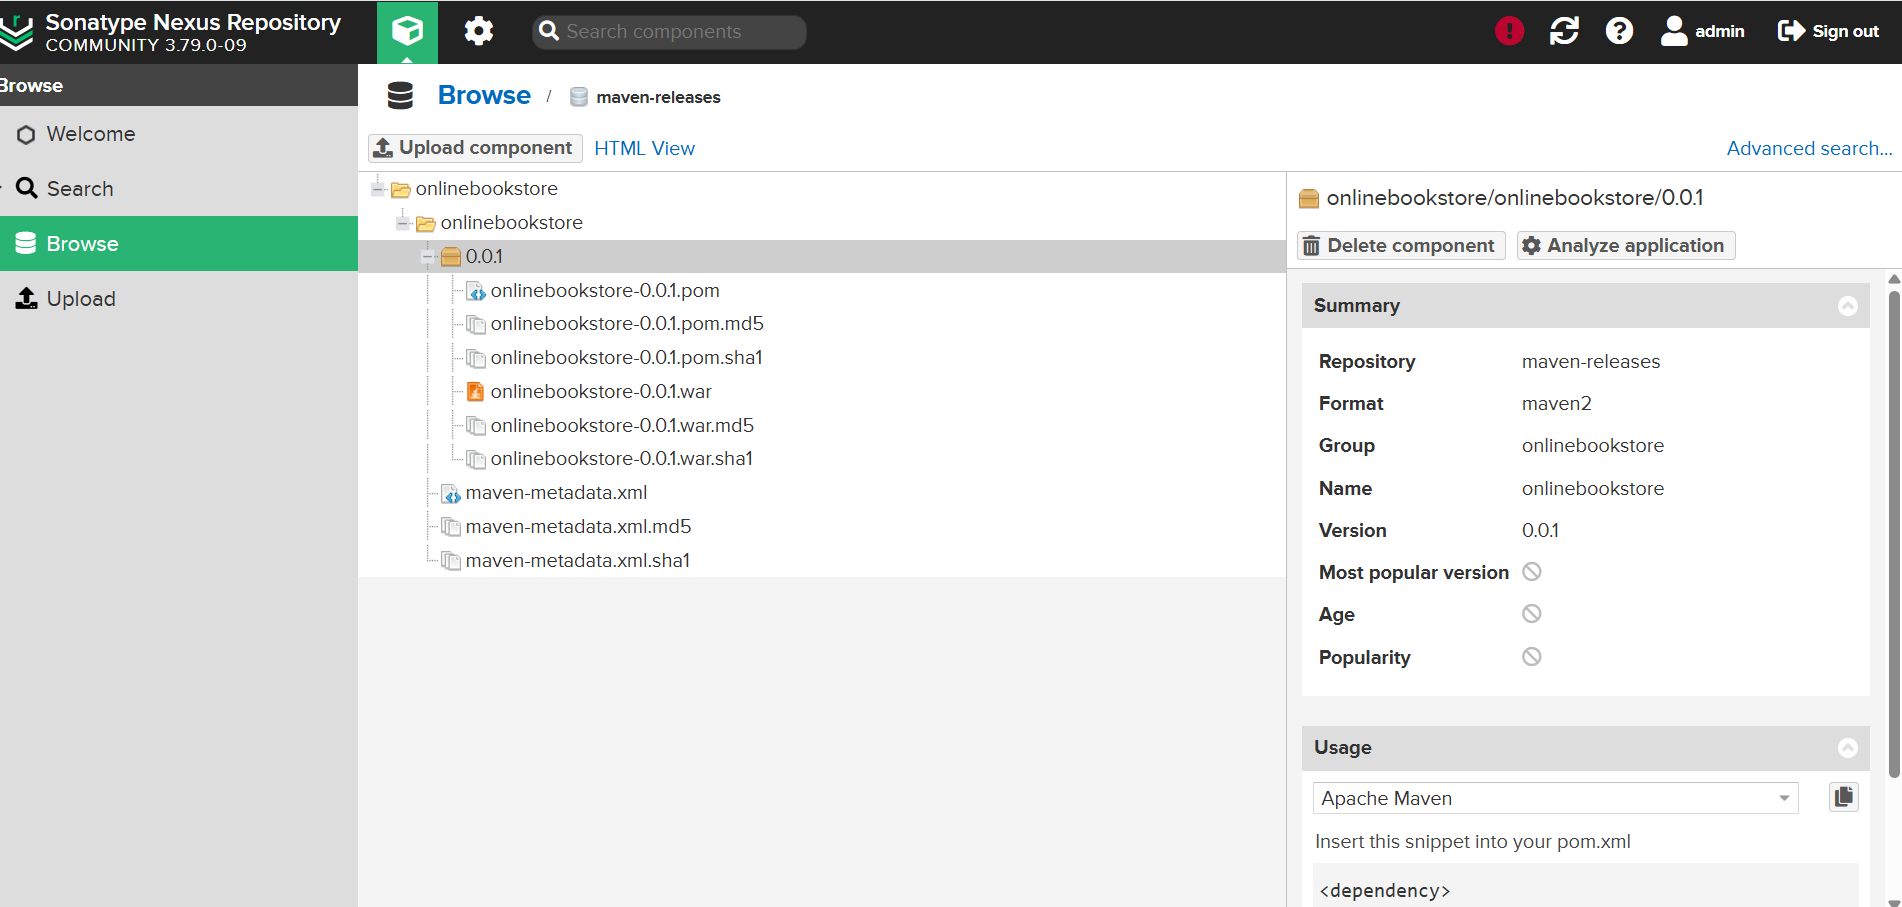 Sonatype Nexus Repository
COMMUNITY 3.79.0-09
Search components
admin
Sign out
Browse
Welcome
Search
Browse
Upload
Browse / maven-releases
Upload component
HTML View
Advanced search...
onlinebookstore
onlinebookstore
0.0.1
onlinebookstore-0.0.1.pom
onlinebookstore-0.0.1.pom.md5
onlinebookstore-0.0.1.pom.sha1
onlinebookstore-0.0.1.war
onlinebookstore-0.0.1.war.md5
onlinebookstore-0.0.1.war.sha1
maven-metadata.xml
maven-metadata.xml.md5
maven-metadata.xml.sha1
onlinebookstore/onlinebookstore/0.0.1
Delete component
Analyze application
Summary
Repository maven-releases
Format maven2
Group onlinebookstore
Name onlinebookstore
Version 0.0.1
Most popular version
Age
Popularity
Usage
Apache Maven
Insert this snippet into your pom.xml
<dependency>